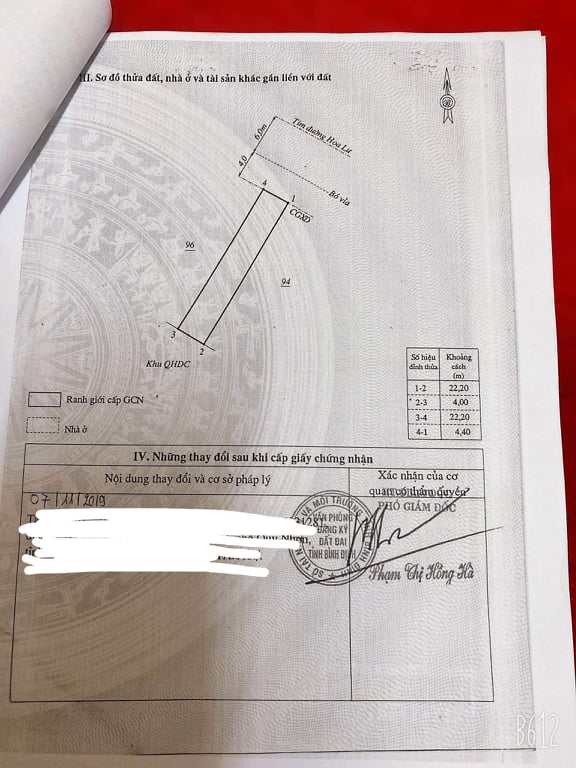 III. Sơ đồ thửa đất, nhà ở và tài sản khác gắn liền với đất
Tim đường Hoa Lư
6,0m
4,0
Bó vỉa
4
1
CGXD
96
94
3
2
Khu QHDC
Số hiệu đỉnh thửa
Khoảng cách (m)
1-2 22,20
2-3 4,00
3-4 22,20
4-1 4,40
Ranh giới cấp GCN
Nhà ở
IV. Những thay đổi sau khi cấp giấy chứng nhận
Nội dung thay đổi và cơ sở pháp lý
Xác nhận của cơ
quan có thẩm quyền
07/11/2019
PHÓ GIÁM ĐỐC
VĂN PHÒNG
ĐĂNG KÝ
ĐẤT ĐAI
TỈNH BÌNH ĐỊNH
Phạm Thị Hồng Hà
B612